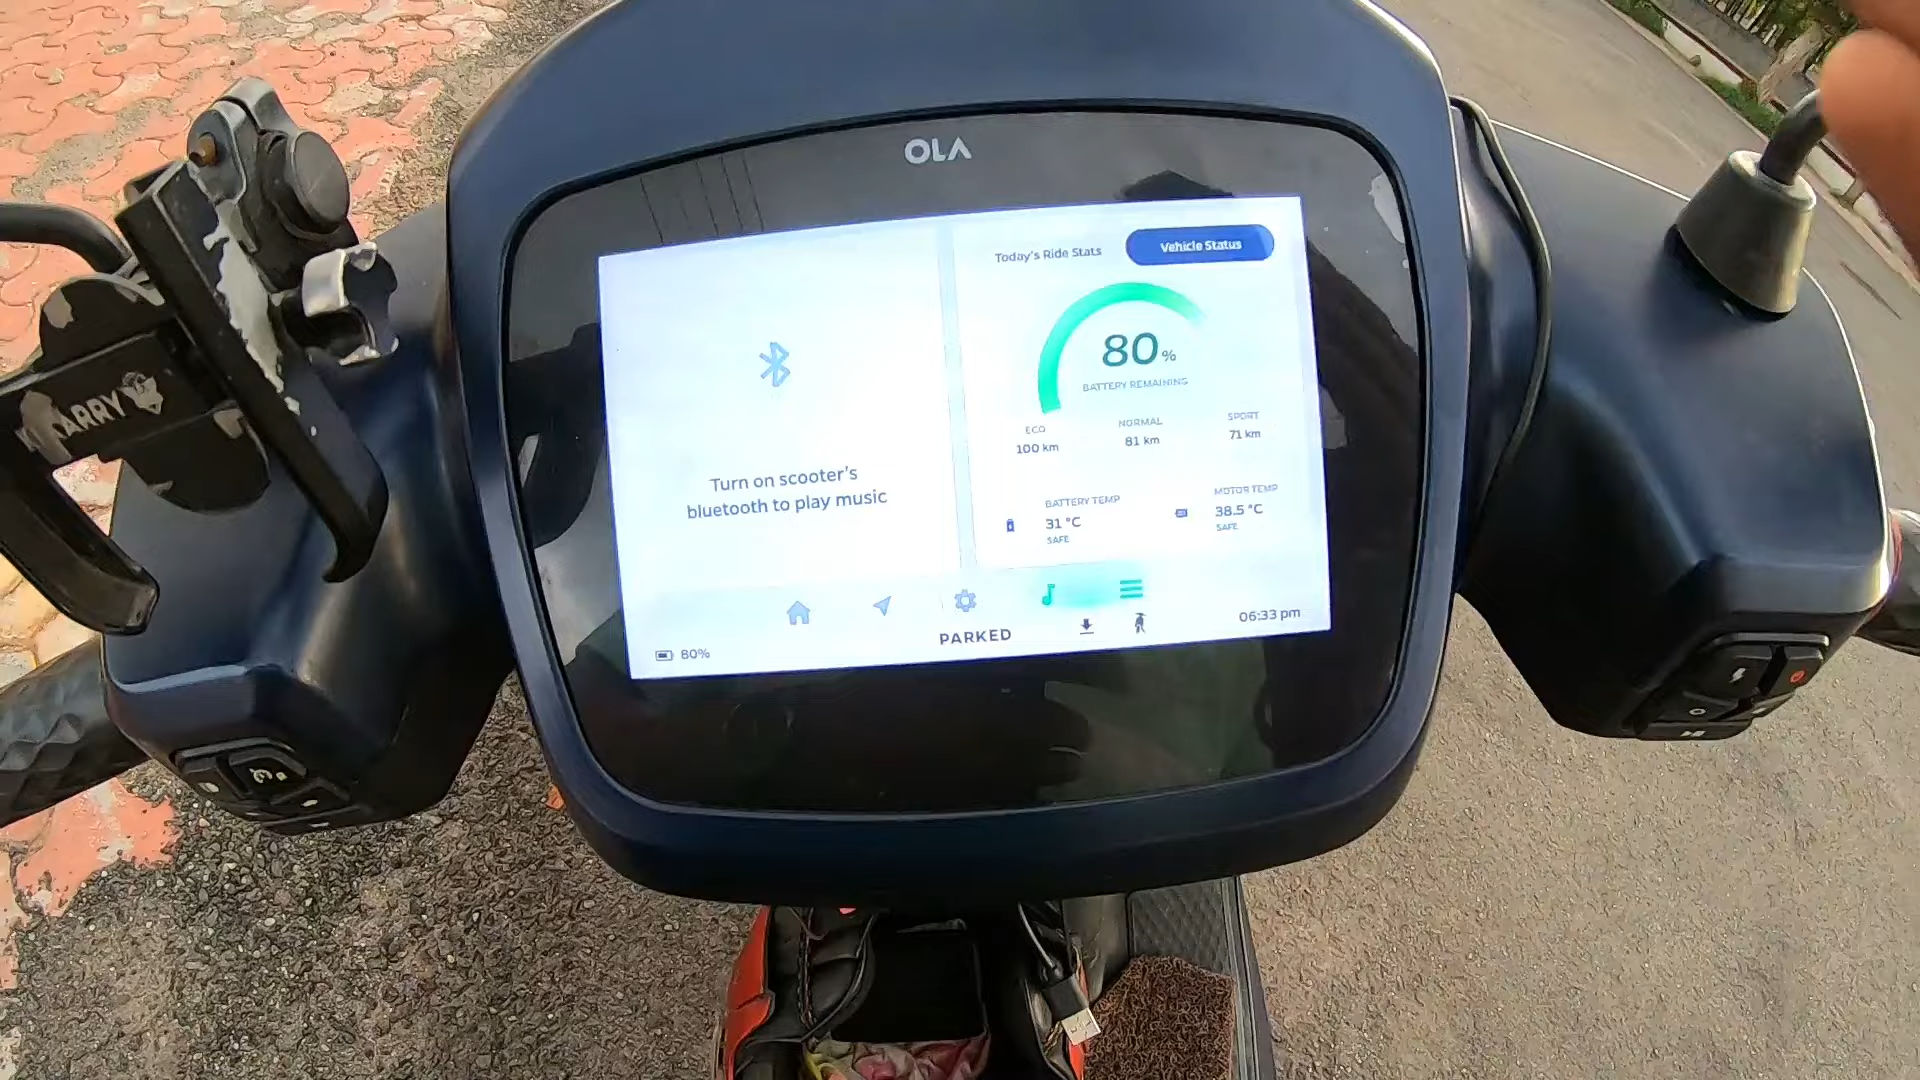 OLA
Today's Ride Stats
Vehicle Status
80%
BATTERY REMAINING
ECO
100 km
NORMAL
81 km
SPORT
71 km
BATTERY TEMP
31 °C
SAFE
MOTOR TEMP
38.5 °C
SAFE
Turn on scooter's
bluetooth to play music
80%
PARKED
06:33 pm